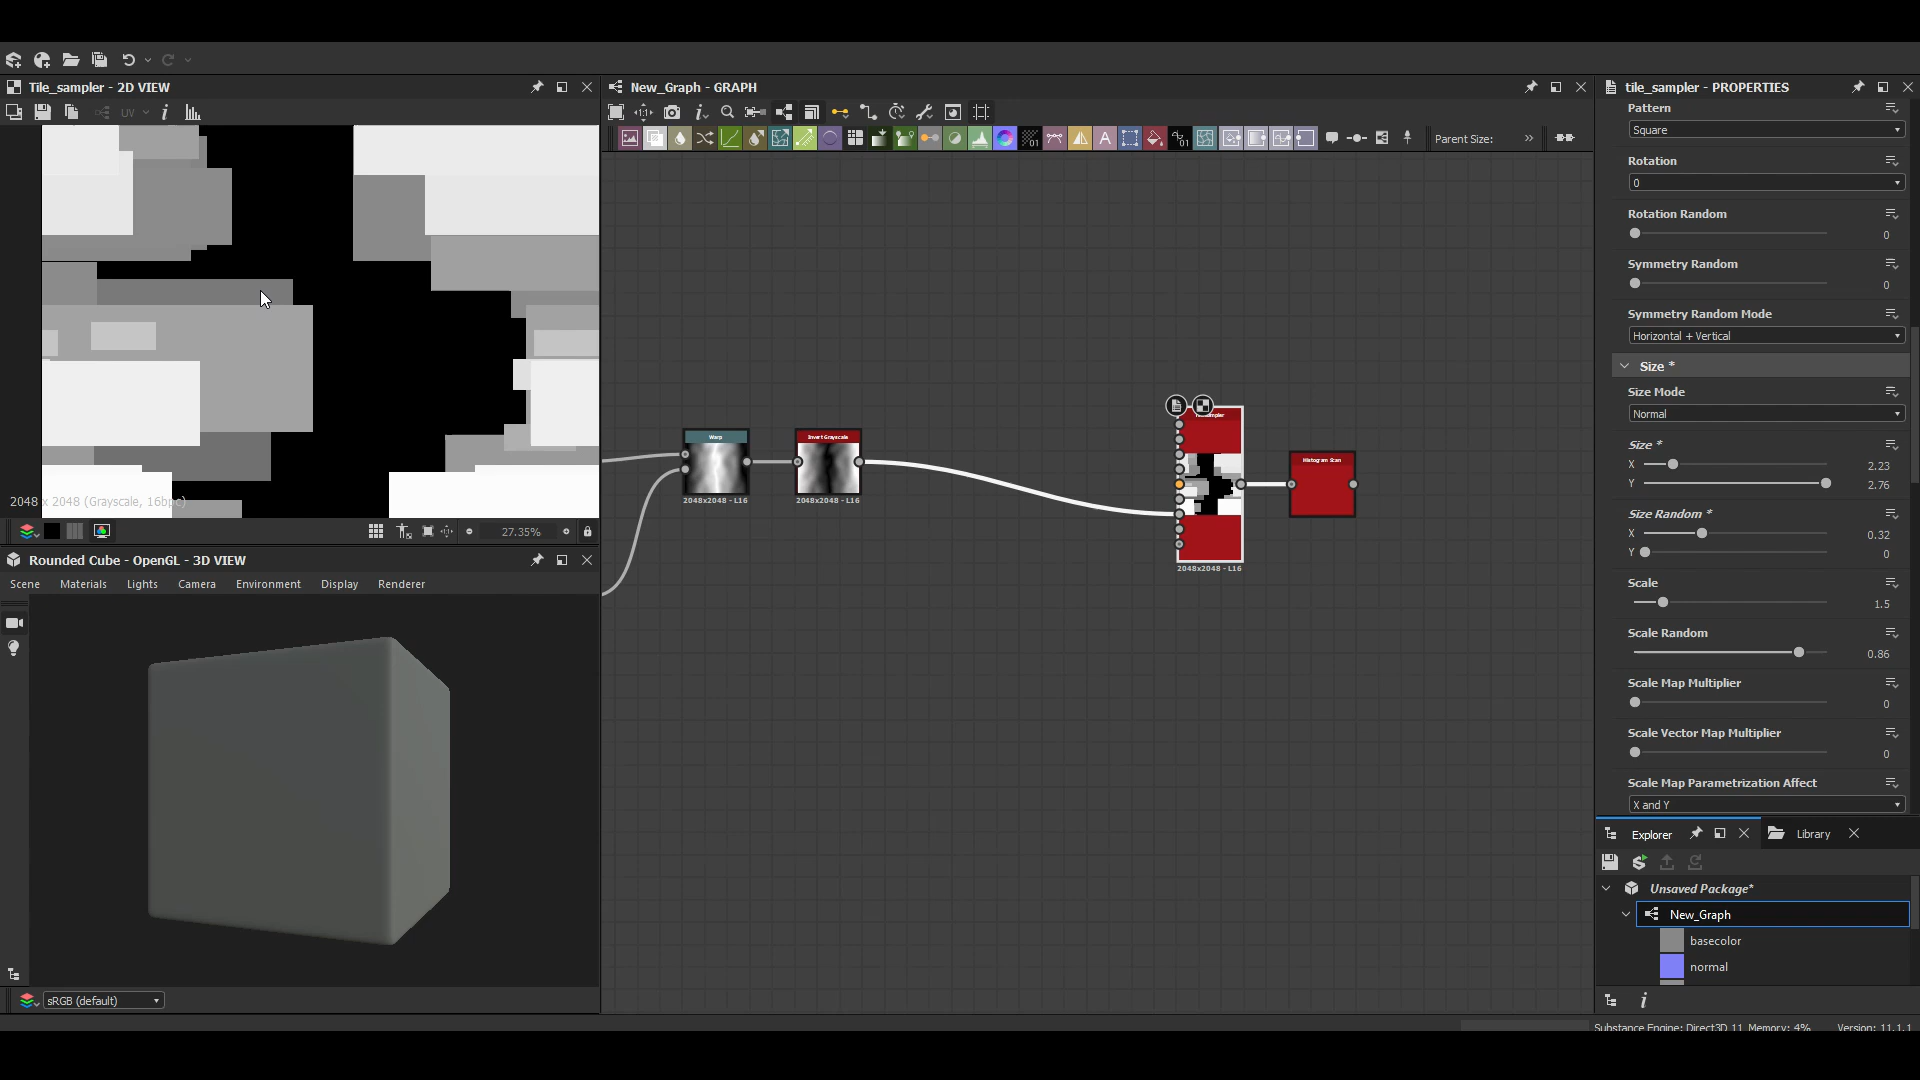 Tile_sampler - 2D VIEW
UV
2048 x 2048 (Grayscale, 16bpc)
27.35%
Rounded Cube - OpenGL - 3D VIEW
Scene Materials Lights Camera Environment Display Renderer
sRGB (default)
New_Graph - GRAPH
Parent Size:
Warp
2048x2048 - L16
Invert Grayscale
2048x2048 - L16
2048x2048 - L16
Histogram Scan
tile_sampler - PROPERTIES
Pattern
Square
Rotation
0
Rotation Random
0
Symmetry Random
0
Symmetry Random Mode
Horizontal + Vertical
Size *
Size Mode
Normal
Size *
X 2.23
Y 2.76
Size Random *
X 0.32
Y 0
Scale
1.5
Scale Random
0.86
Scale Map Multiplier
0
Scale Vector Map Multiplier
0
Scale Map Parametrization Affect
X and Y
Explorer Library
Unsaved Package*
New_Graph
basecolor
normal
Substance Engine: Direct3D 11 Memory: 4% Version: 11.1.1